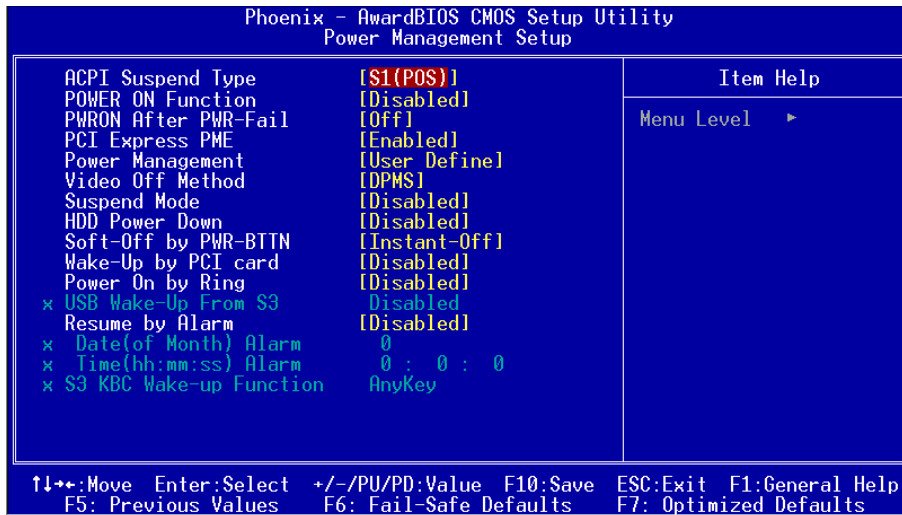 Phoenix - AwardBIOS CMOS Setup Utility
Power Management Setup
ACPI Suspend Type [S1(POS)]
POWER ON Function [Disabled]
PWRON After PWR-Fail [Off]
PCI Express PME [Enabled]
Power Management [User Define]
Video Off Method [DPMS]
Suspend Mode [Disabled]
HDD Power Down [Disabled]
Soft-Off by PWR-BTTN [Instant-Off]
Wake-Up by PCI card [Disabled]
Power On by Ring [Disabled]
x USB Wake-Up From S3 Disabled
Resume by Alarm [Disabled]
x Date(of Month) Alarm 0
x Time(hh:mm:ss) Alarm 0 : 0 : 0
x S3 KBC Wake-up Function AnyKey
Item Help
Menu Level ►
↑↓→←:Move Enter:Select +/-/PU/PD:Value F10:Save ESC:Exit F1:General Help
F5: Previous Values F6: Fail-Safe Defaults F7: Optimized Defaults